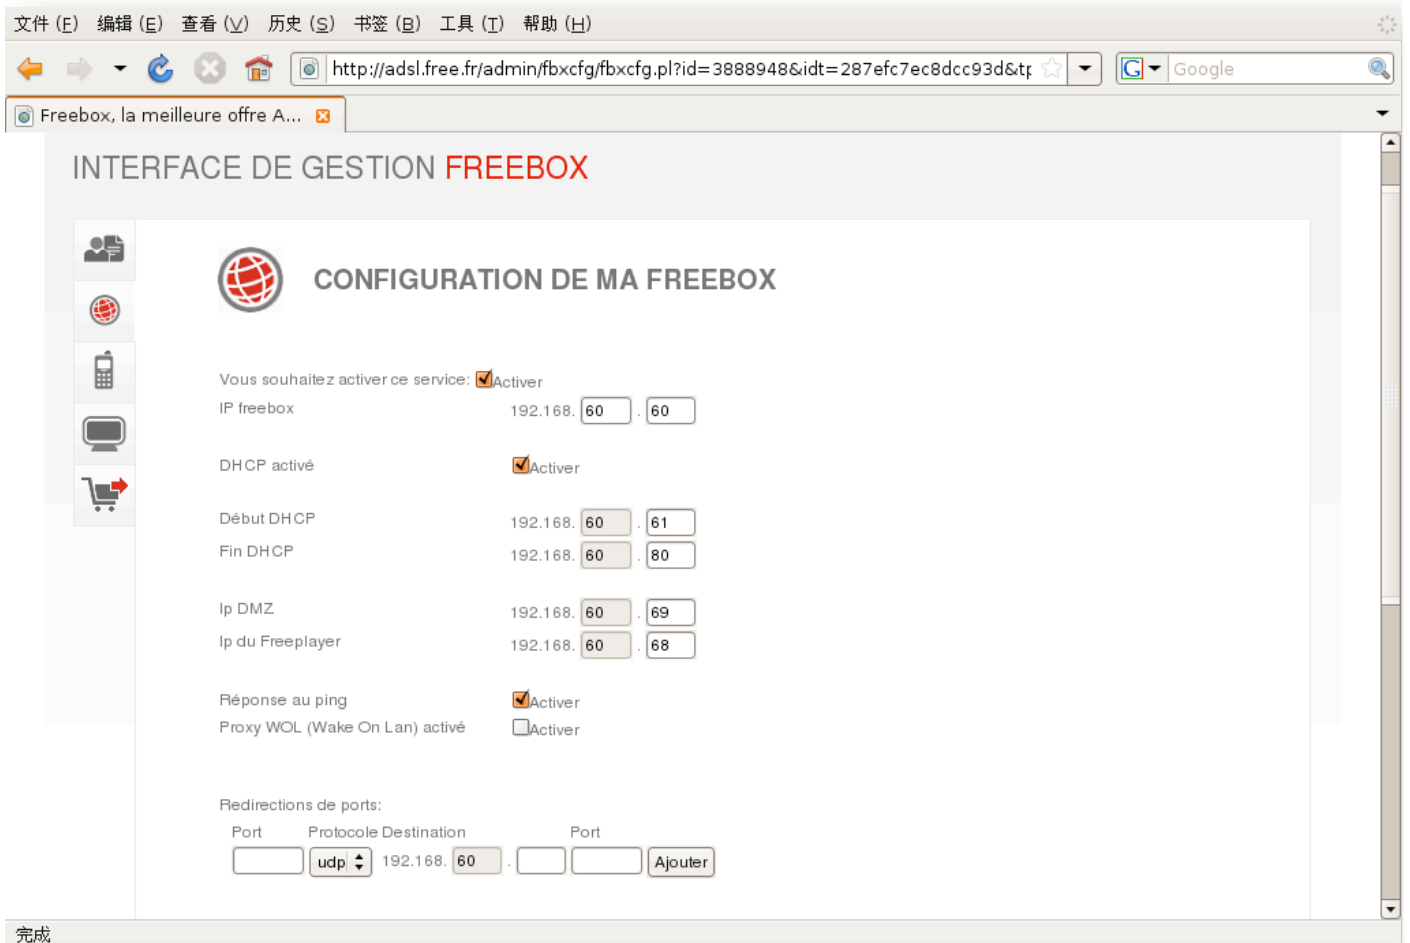 文件 (F) 编辑 (E) 查看 (V) 历史 (S) 书签 (B) 工具 (T) 帮助 (H)
http://adsl.free.fr/admin/fbxcfg/fbxcfg.pl?id=3888948&idt=287efc7ec8dcc93d&tp
G Google
Freebox, la meilleure offre A...
INTERFACE DE GESTION FREEBOX
CONFIGURATION DE MA FREEBOX
Vous souhaitez activer ce service: Activer
IP freebox 192.168. 60 . 60
DHCP activé Activer
Début DHCP 192.168. 60 . 61
Fin DHCP 192.168. 60 . 80
Ip DMZ 192.168. 60 . 69
Ip du Freeplayer 192.168. 60 . 68
Réponse au ping Activer
Proxy WOL (Wake On Lan) activé Activer
Redirections de ports:
Port Protocole Destination Port
udp 192.168. 60 . Ajouter
完成